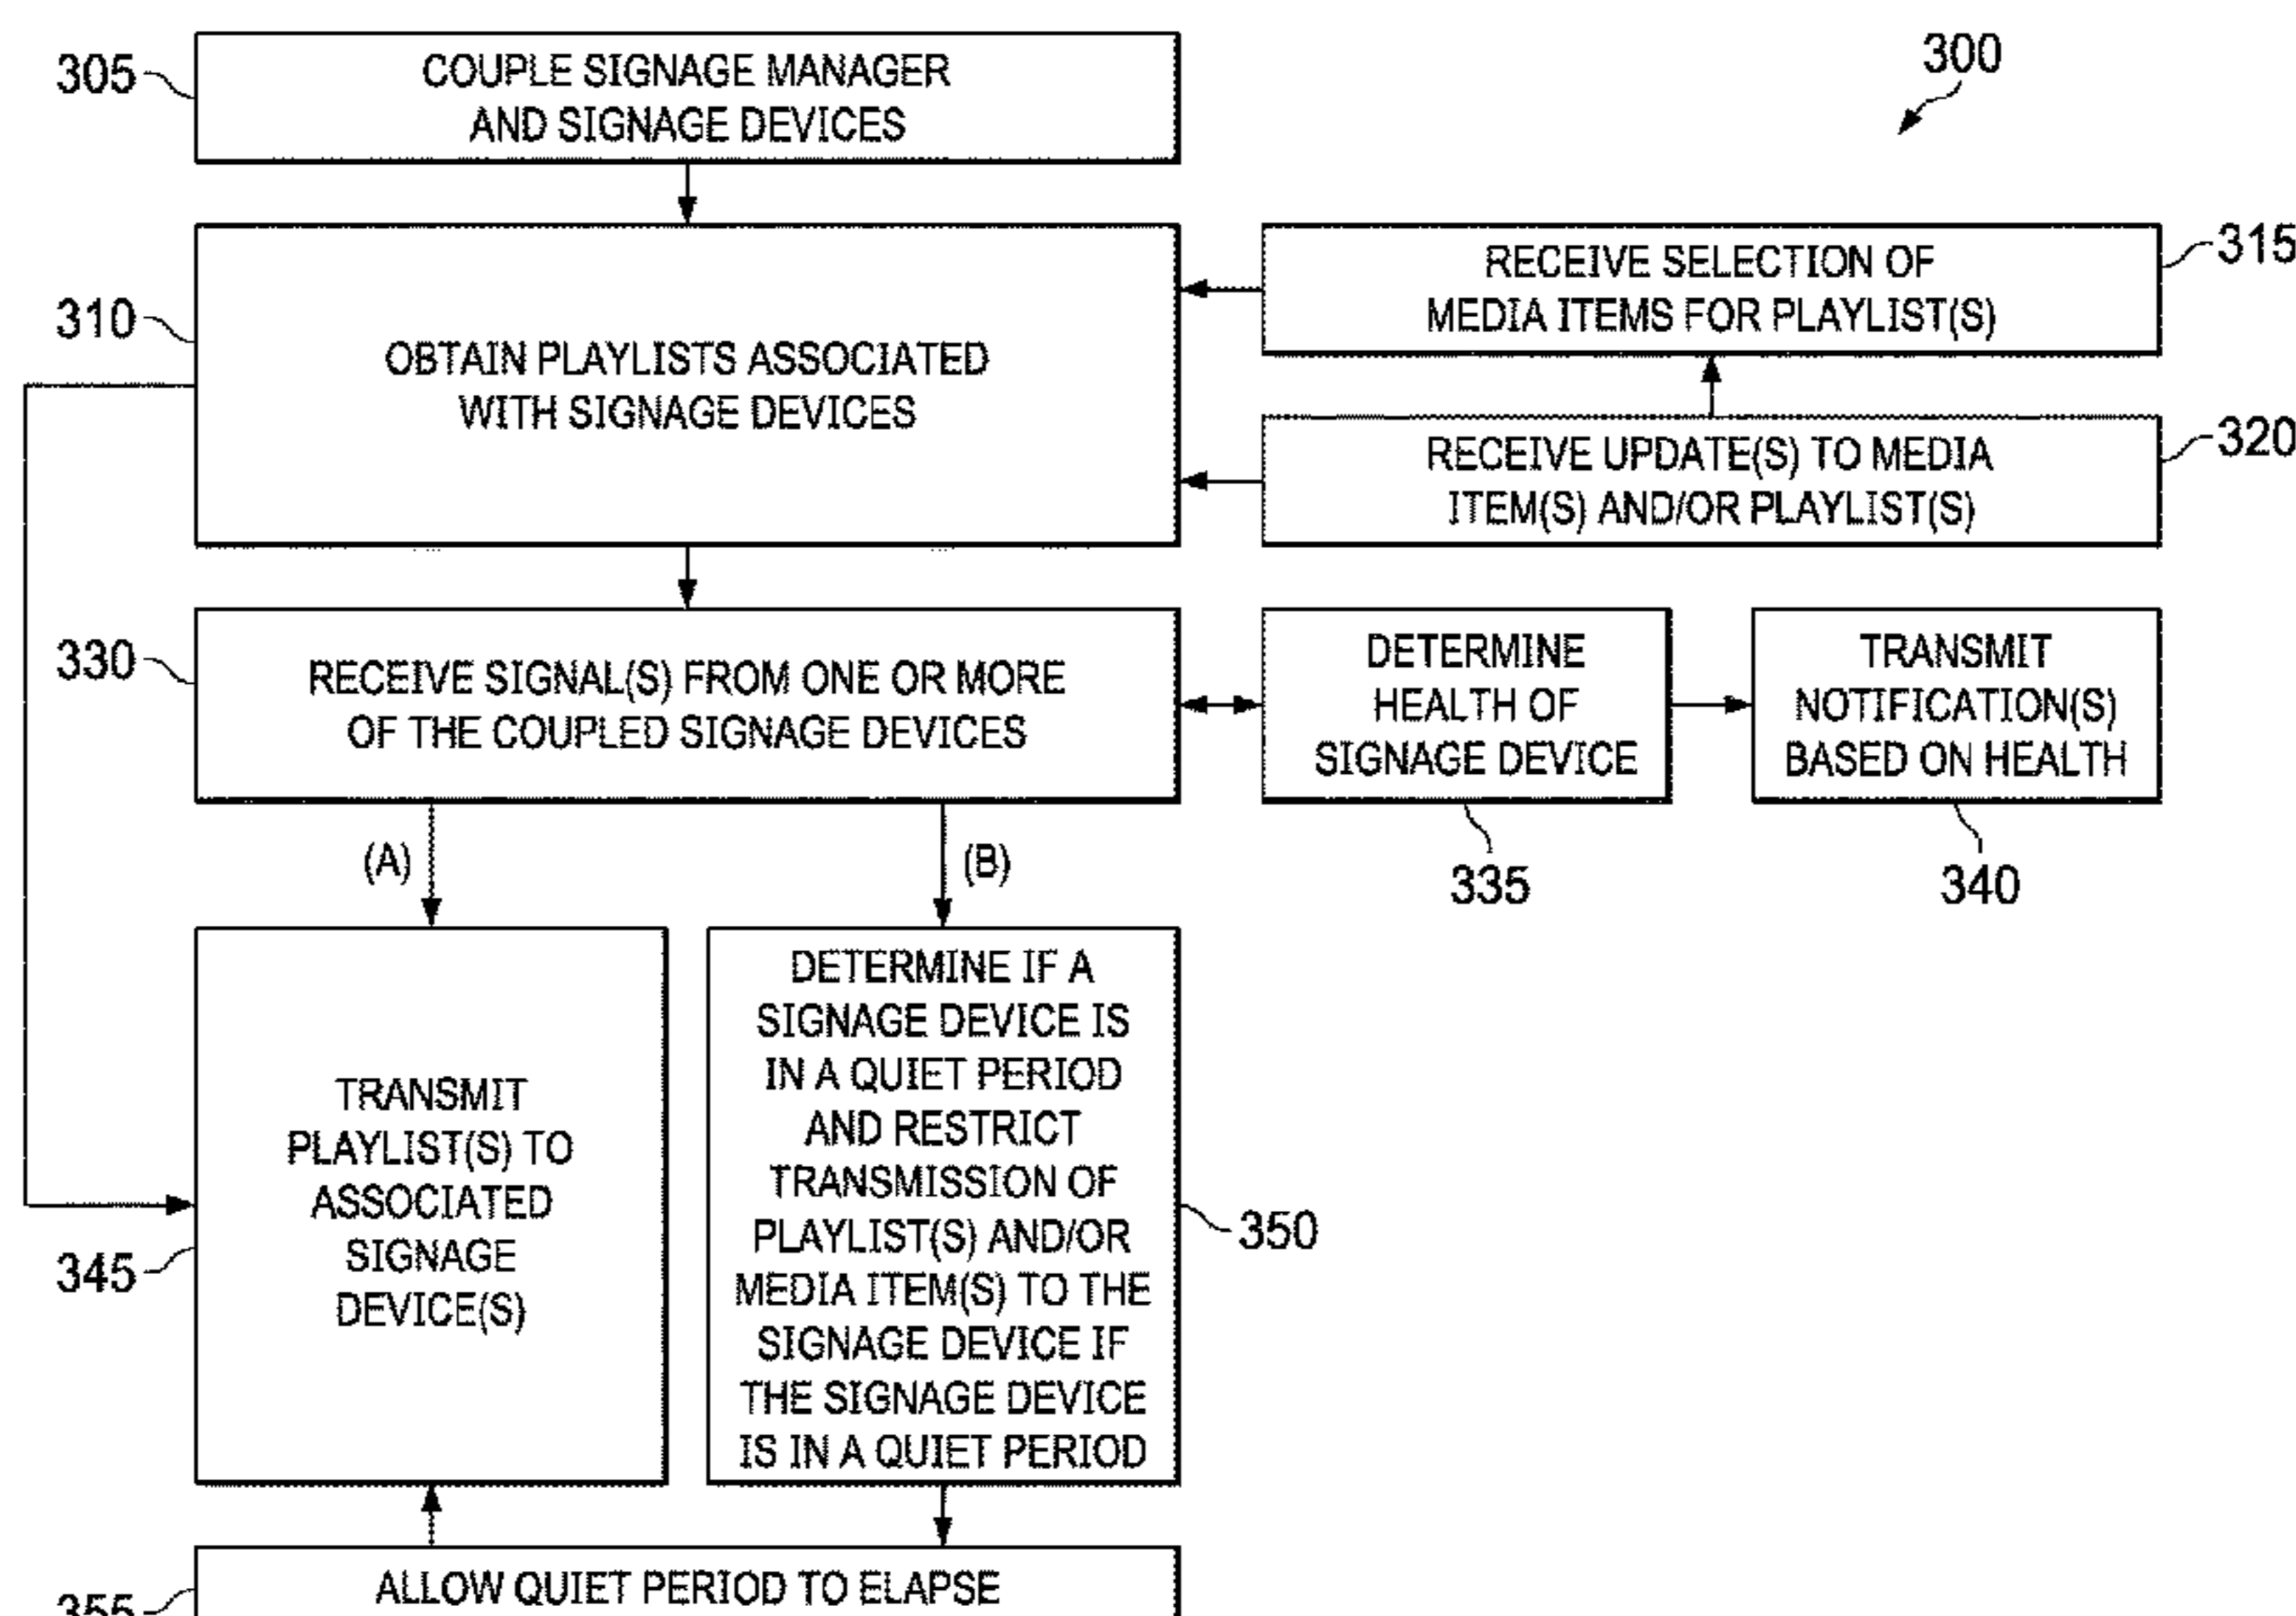 300
305
COUPLE SIGNAGE MANAGER
AND SIGNAGE DEVICES
310
OBTAIN PLAYLISTS ASSOCIATED
WITH SIGNAGE DEVICES
RECEIVE SELECTION OF
MEDIA ITEMS FOR PLAYLIST(S)
315
RECEIVE UPDATE(S) TO MEDIA
ITEM(S) AND/OR PLAYLIST(S)
320
330
RECEIVE SIGNAL(S) FROM ONE OR MORE
OF THE COUPLED SIGNAGE DEVICES
DETERMINE
HEALTH OF
SIGNAGE DEVICE
335
TRANSMIT
NOTIFICATION(S)
BASED ON HEALTH
340
(A)
(B)
TRANSMIT
PLAYLIST(S) TO
ASSOCIATED
SIGNAGE
DEVICE(S)
345
DETERMINE IF A
SIGNAGE DEVICE IS
IN A QUIET PERIOD
AND RESTRICT
TRANSMISSION OF
PLAYLIST(S) AND/OR
MEDIA ITEM(S) TO THE
SIGNAGE DEVICE IF
THE SIGNAGE DEVICE
IS IN A QUIET PERIOD
350
355
ALLOW QUIET PERIOD TO ELAPSE